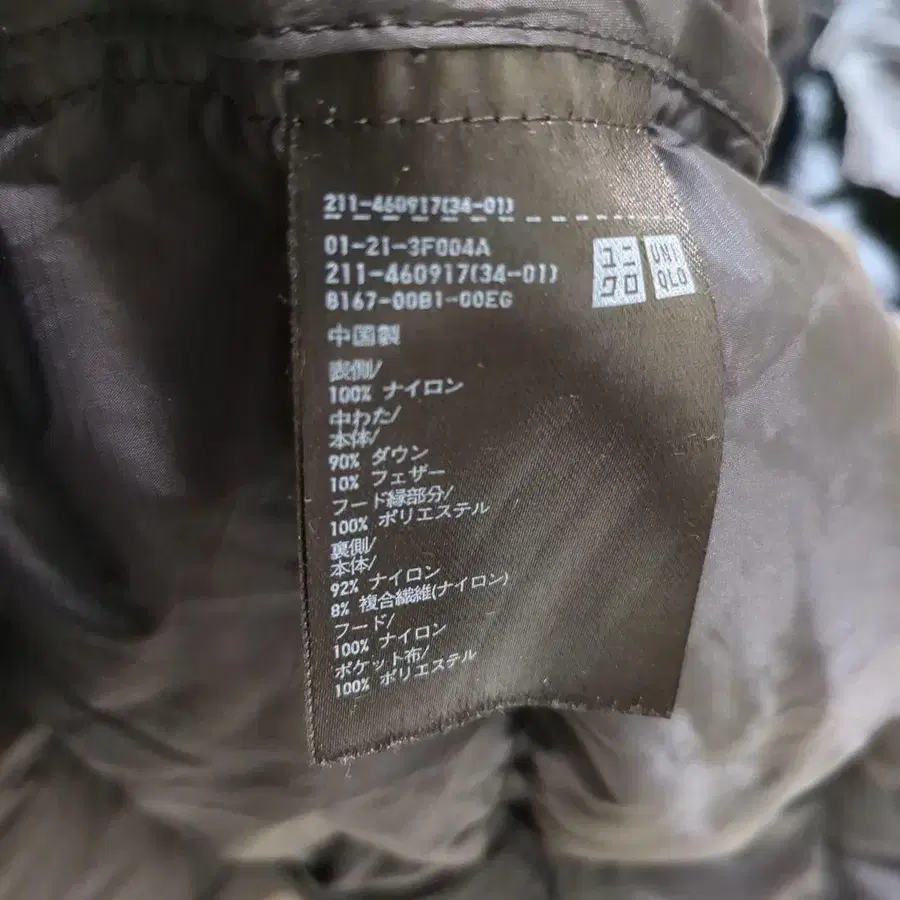 211-460917(34-01)
01-21-3F004A
211-460917(34-01)
8167-00B1-00EG
ユニ
クロ
UNI
QLO
中国製
表側/
100% ナイロン
中わた/
本体/
90% ダウン
10% フェザー
フード縁部分/
100% ポリエステル
裏側/
本体/
92% ナイロン
8% 複合繊維(ナイロン)
フード/
100% ナイロン
ポケット布/
100% ポリエステル